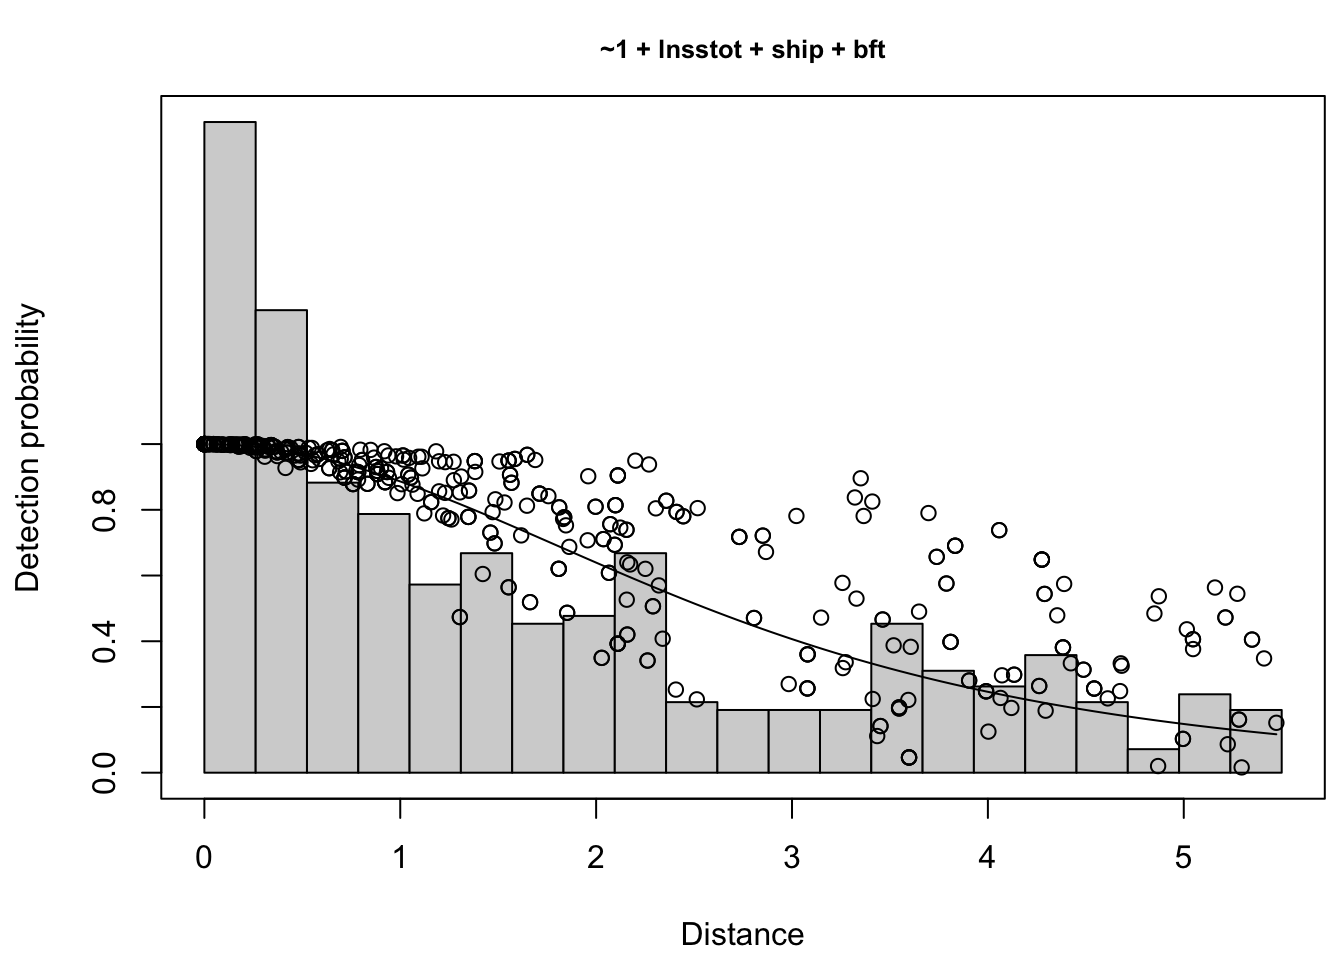 ~1 + lnsstot + ship + bft
Detection probability
0.8
0.4
0.0
0 1 2 3 4 5
Distance